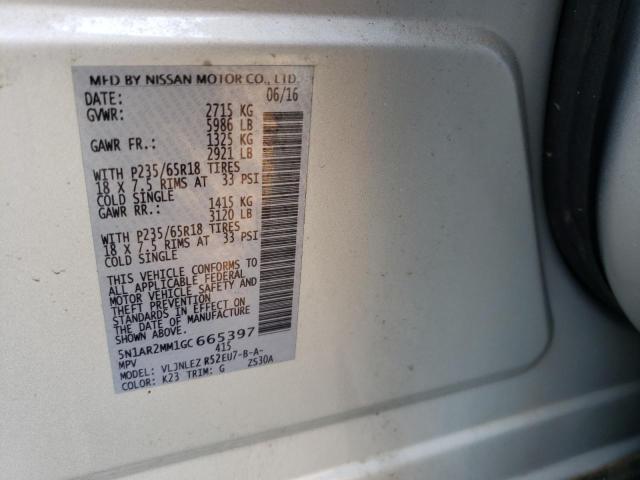 MFD BY NISSAN MOTOR CO., LTD.
DATE: 06/16
GVWR: 2715 KG
5986 LB
GAWR FR.: 1325 KG
2921 LB
WITH P235/65R18 TIRES
18 X 7.5 RIMS AT 33 PSI
COLD SINGLE
GAWR RR.: 1415 KG
3120 LB
WITH P235/65R18 TIRES
18 X 7.5 RIMS AT 33 PSI
COLD SINGLE
THIS VEHICLE CONFORMS TO
ALL APPLICABLE FEDERAL
MOTOR VEHICLE SAFETY AND
THEFT PREVENTION
STANDARDS IN EFFECT ON
THE DATE OF MANUFACTURE
SHOWN ABOVE.
5N1AR2MM1GC665397
MPV 415
MODEL: VLJNLEZ R52EU7-B-A-
COLOR: K23 TRIM: G ZS30A